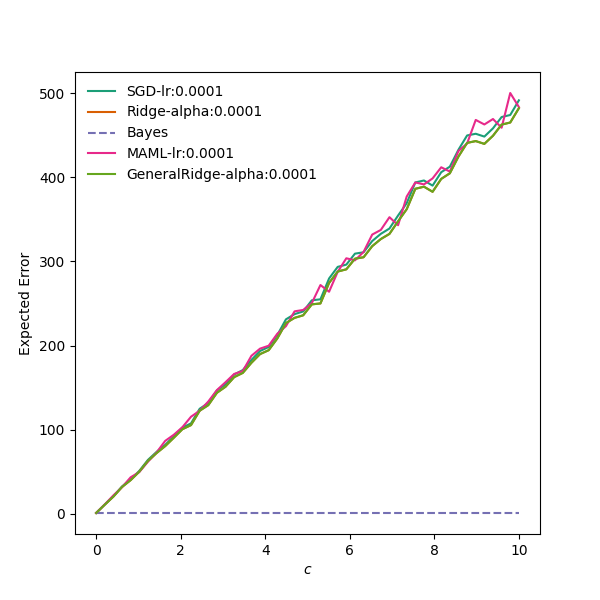 SGD-lr:0.0001
Ridge-alpha:0.0001
Bayes
MAML-lr:0.0001
GeneralRidge-alpha:0.0001
Expected Error
500
400
300
200
100
0
0 2 4 6 8 10
c